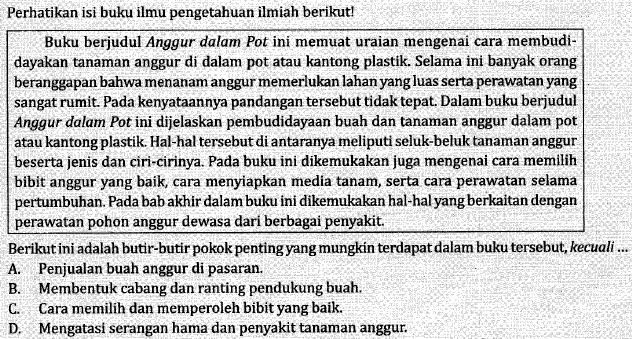 Perhatikan isi buku ilmu pengetahuan ilmiah berikut!
Buku berjudul Anggur dalam Pot ini memuat uraian mengenai cara membudi-
dayakan tanaman anggur di dalam pot atau kantong plastik. Selama ini banyak orang
beranggapan bahwa menanam anggur memerlukan lahan yang luas serta perawatan yang
sangat rumit. Pada kenyataannya pandangan tersebut tidak tepat. Dalam buku berjudul
Anggur dalam Pot ini dijelaskan pembudidayaan buah dan tanaman anggur dalam pot
atau kantong plastik. Hal-hal tersebut di antaranya meliputi seluk-beluk tanaman anggur
beserta jenis dan ciri-cirinya. Pada buku ini dikemukakan juga mengenai cara memilih
bibit anggur yang baik, cara menyiapkan media tanam, serta cara perawatan selama
pertumbuhan. Pada bab akhir dalam buku ini dikemukakan hal-hal yang berkaitan dengan
perawatan pohon anggur dewasa dari berbagai penyakit.
Berikut ini adalah butir-butir pokok penting yang mungkin terdapat dalam buku tersebut, kecuali ...
A. Penjualan buah anggur di pasaran.
B. Membentuk cabang dan ranting pendukung buah.
C. Cara memilih dan memperoleh bibit yang baik.
D. Mengatasi serangan hama dan penyakit tanaman anggur.